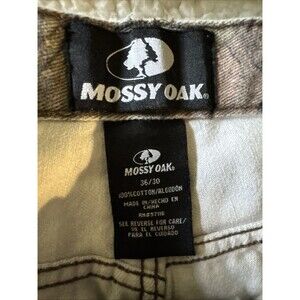 MOSSY OAK®
MOSSY OAK®
36/30
100%COTTON/ALGODÓN
MADE IN/HECHO EN
CHINA
SEE REVERSE FOR CARE/
VE EL REVERSO
PARA EL CUIDADO